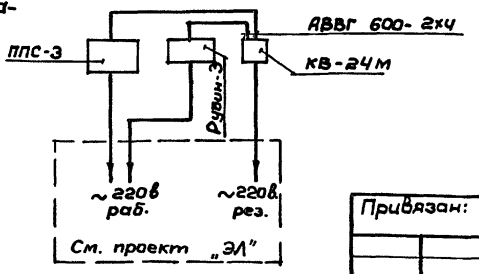 а-
АВВГ 600-2х4
ППС-3
КВ-24М
Рубин-3
~220в
раб.
~220в.
рез.
См. проект „ЭЛ"
Привязан: